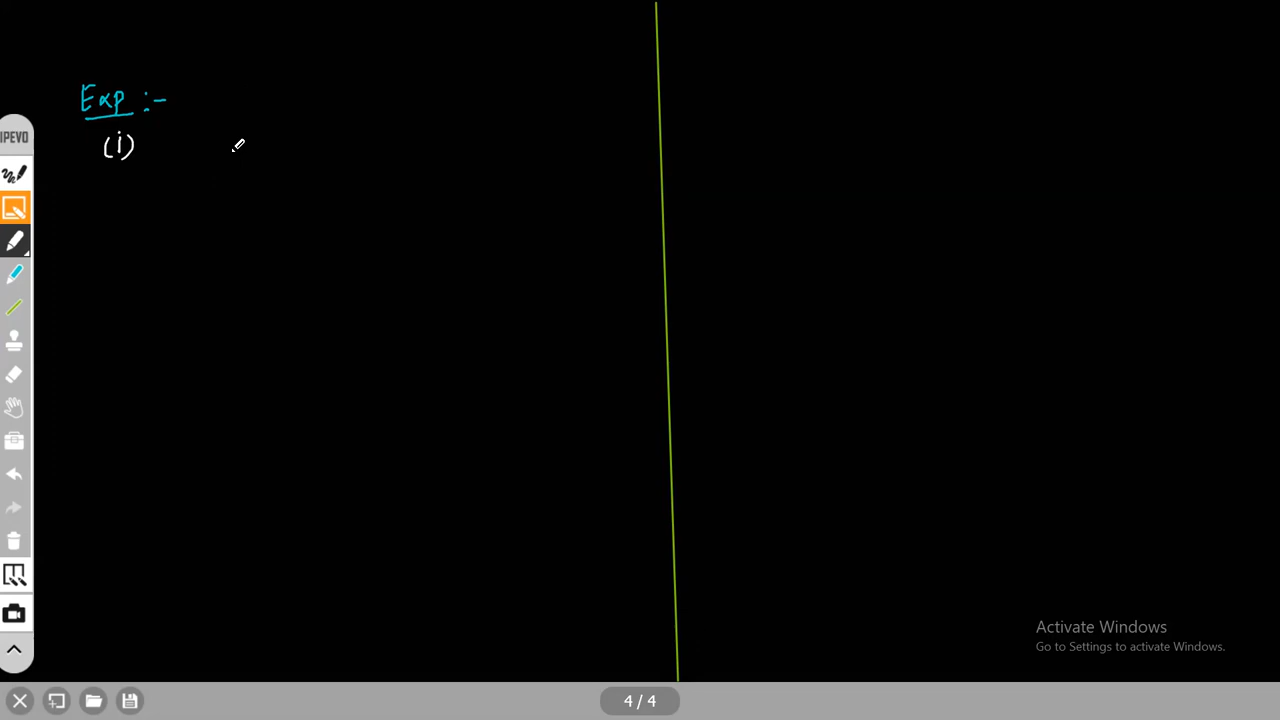 Exp :-
(i)
IPEVO
Activate Windows
Go to Settings to activate Windows.
4 / 4